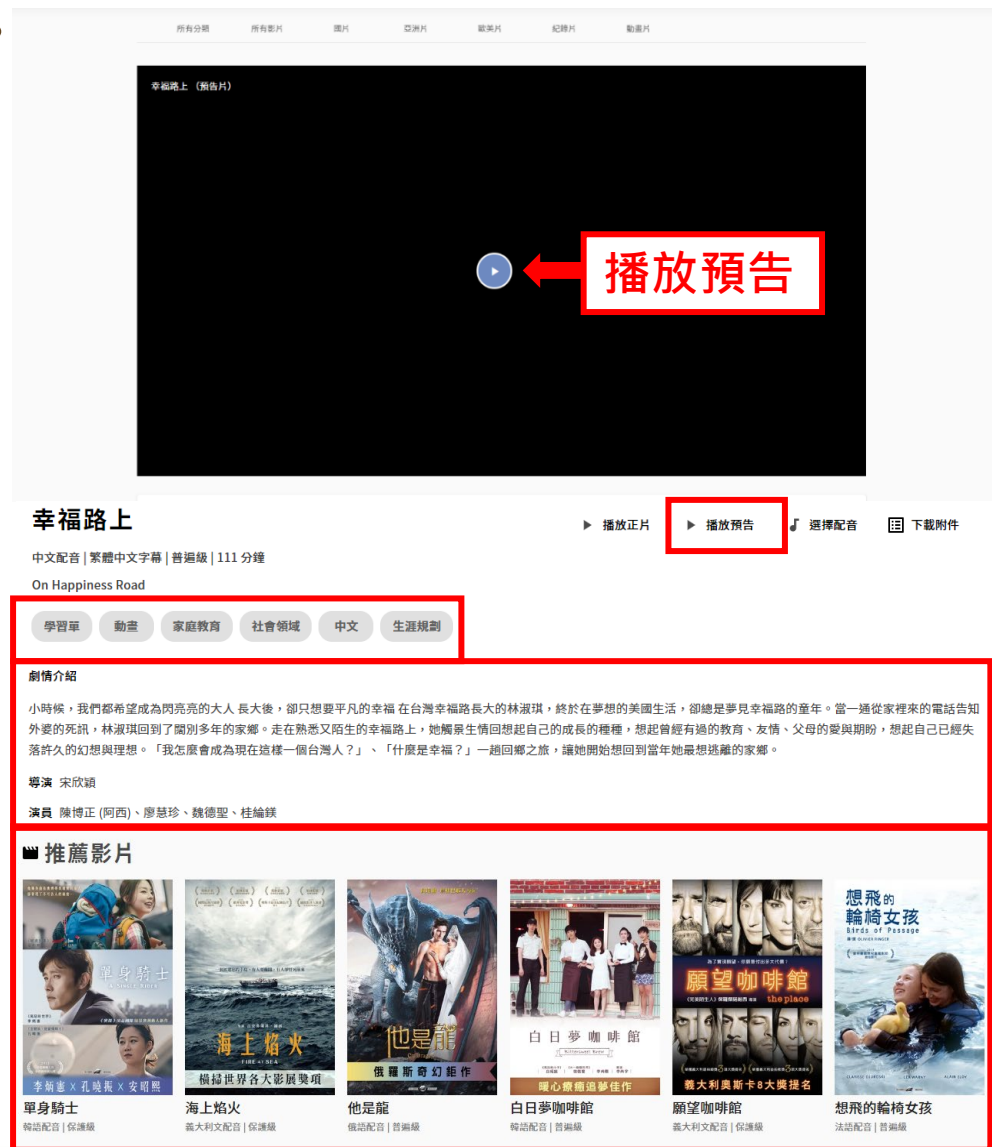 所有分類 所有影片 國片 亞洲片 歐美片 紀錄片 動畫片
幸福路上 (預告片)
播放預告
幸福路上
播放正片 播放預告 選擇配音 下載附件
中文配音 | 繁體中文字幕 | 普遍級 | 111 分鐘
On Happiness Road
學習單 動畫 家庭教育 社會領域 中文 生涯規劃
劇情介紹
小時候，我們都希望成為閃亮亮的大人 長大後，卻只想要平凡的幸福 在台灣幸福路長大的林淑琪，終於在夢想的美國生活，卻總是夢見幸福路的童年。當一通從家裡來的電話告知
外婆的死訊，林淑琪回到了闊別多年的家鄉。走在熟悉又陌生的幸福路上，她觸景生情回想起自己的成長的種種，想起曾經有過的教育、友情、父母的愛與期盼，想起自己已經失
落許久的幻想與理想。「我怎麼會成為現在這樣一個台灣人？」、「什麼是幸福？」一趟回鄉之旅，讓她開始想回到當年她最想逃離的家鄉。
導演 宋欣穎
演員 陳博正 (阿西)、廖慧珍、魏德聖、桂綸鎂
推薦影片
單身騎士
李炳憲 × 孔曉振 × 安昭熙
海上焰火
FIRE AT SEA
橫掃世界各大影展獎項
他是龍
俄羅斯奇幻鉅作
白日夢咖啡館
暖心療癒追夢佳作
願望咖啡館
the place
義大利奧斯卡8大獎提名
想飛的
輪椅女孩
Birds of Passage
單身騎士 海上焰火 他是龍 白日夢咖啡館 願望咖啡館 想飛的輪椅女孩
韓語配音 | 保護級 義大利文配音 | 保護級 俄語配音 | 普遍級 韓語配音 | 普遍級 義大利文配音 | 保護級 法語配音 | 普遍級